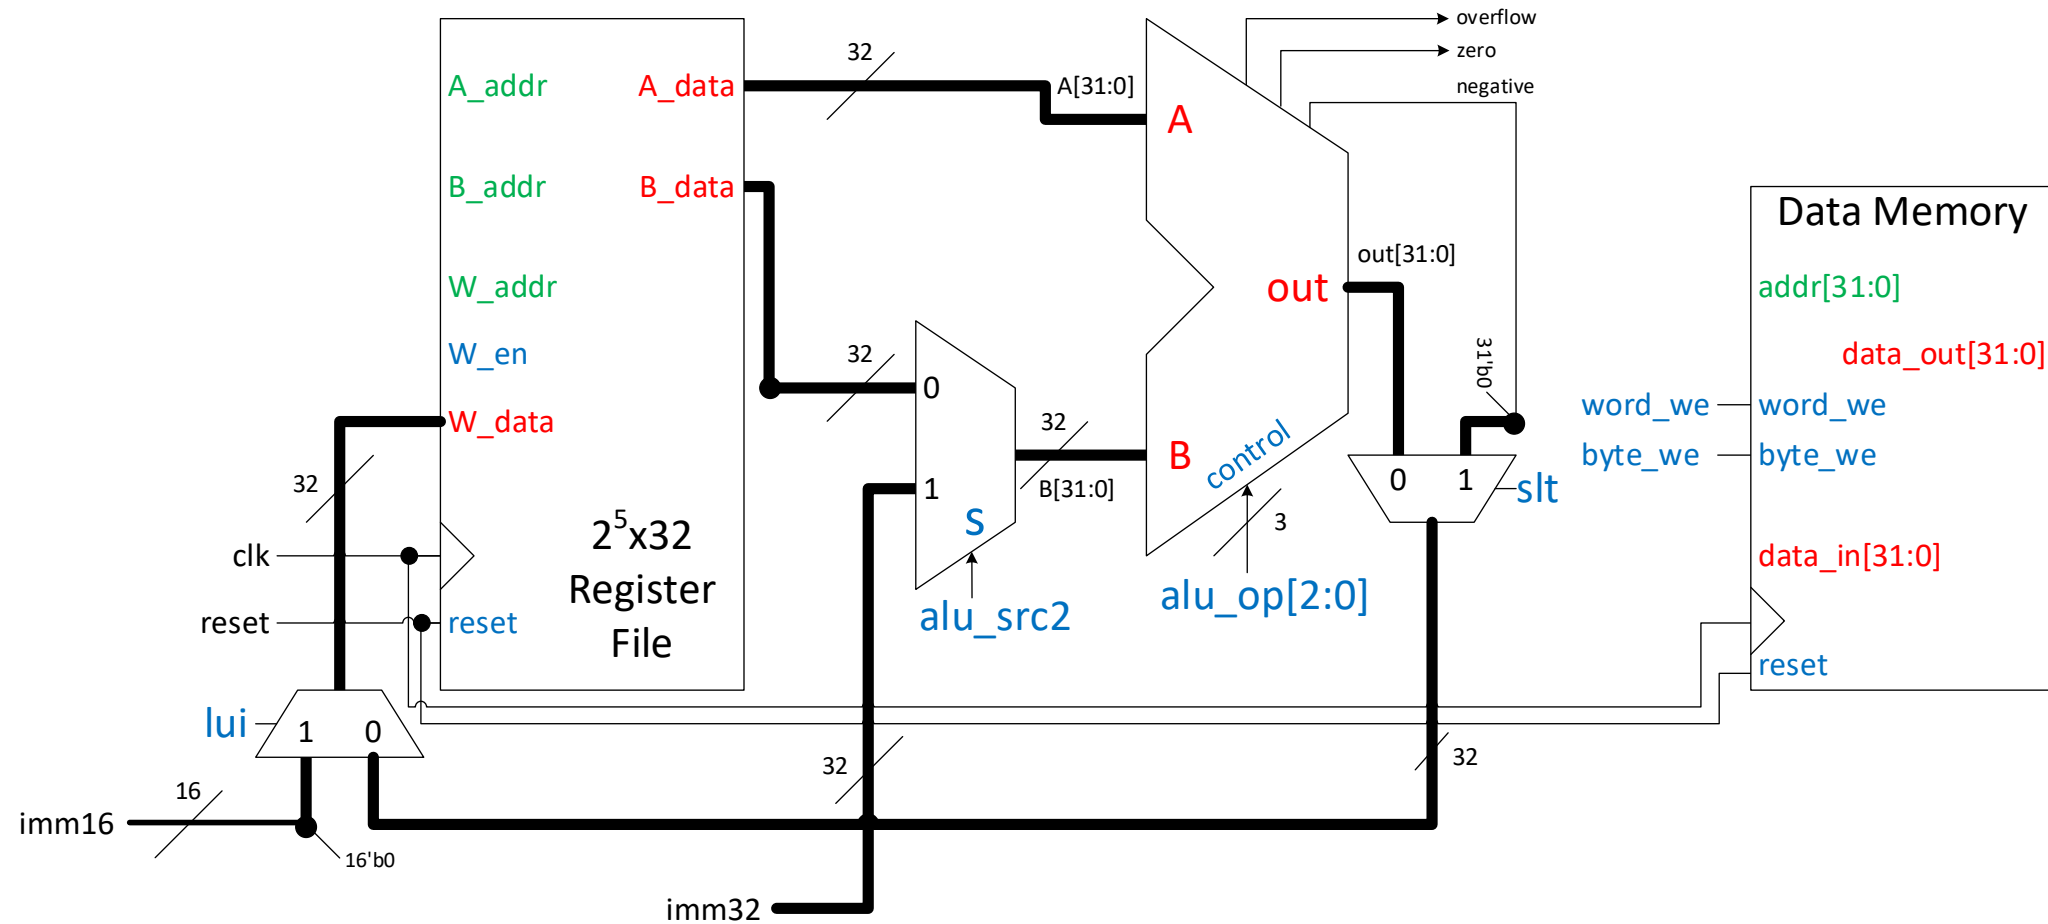 overflow
zero
negative
32
A_addr
A_data
A[31:0]
A
B_addr
B_data
Data Memory
W_addr
out[31:0]
out
addr[31:0]
W_en
32
31'b0
data_out[31:0]
0
word_we
word_we
W_data
32
B
control
byte_we
byte_we
32
1
B[31:0]
0
1
slt
s
3
2⁵x32
Register
File
clk
data_in[31:0]
reset
reset
alu_src2
alu_op[2:0]
reset
lui
1
0
32
32
16
imm16
16'b0
imm32